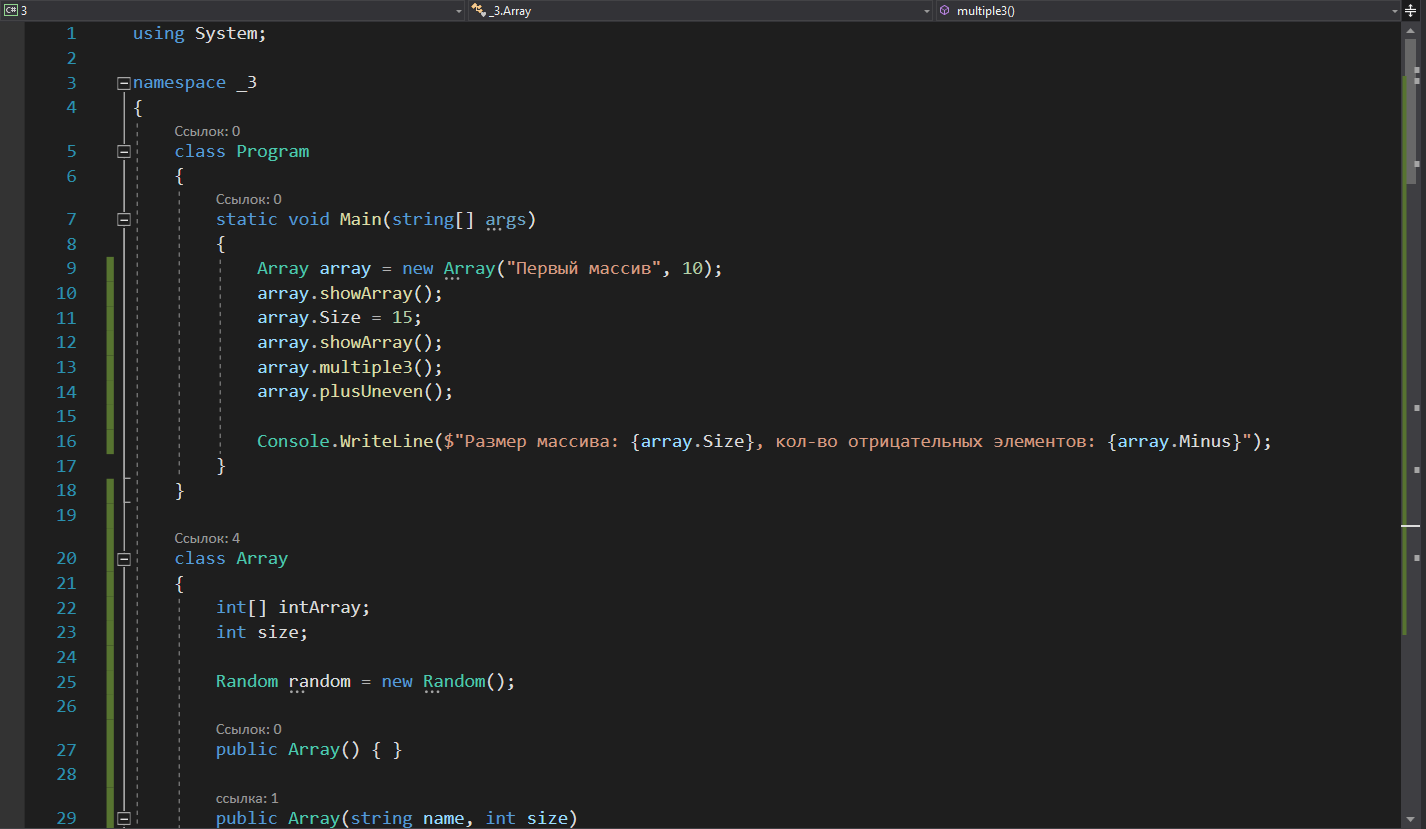 C# 3 _3.Array multiple3()
1 using System;
2
3 namespace _3
4 {
Ссылок: 0
5 class Program
6 {
Ссылок: 0
7 static void Main(string[] args)
8 {
9 Array array = new Array("Первый массив", 10);
10 array.showArray();
11 array.Size = 15;
12 array.showArray();
13 array.multiple3();
14 array.plusUneven();
15
16 Console.WriteLine($"Размер массива: {array.Size}, кол-во отрицательных элементов: {array.Minus}");
17 }
18 }
19
Ссылок: 4
20 class Array
21 {
22 int[] intArray;
23 int size;
24
25 Random random = new Random();
26
Ссылок: 0
27 public Array() { }
28
ссылка: 1
29 public Array(string name, int size)